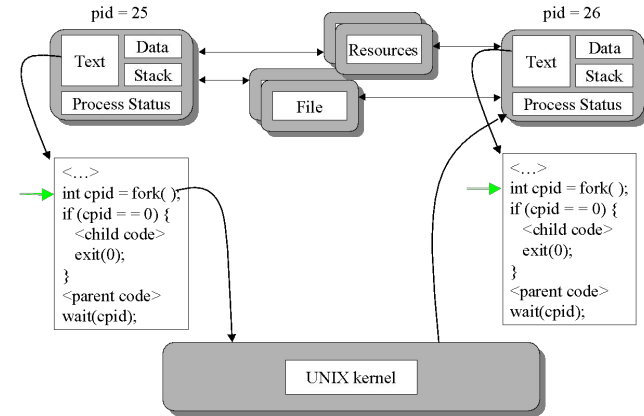 pid = 25
pid = 26
Text
Data
Stack
Process Status
Resources
File
Text
Data
Stack
Process Status
<...>
int cpid = fork( );
if (cpid = = 0) {
<child code>
exit(0);
}
<parent code>
wait(cpid);
<...>
int cpid = fork( );
if (cpid = = 0) {
<child code>
exit(0);
}
<parent code>
wait(cpid);
UNIX kernel